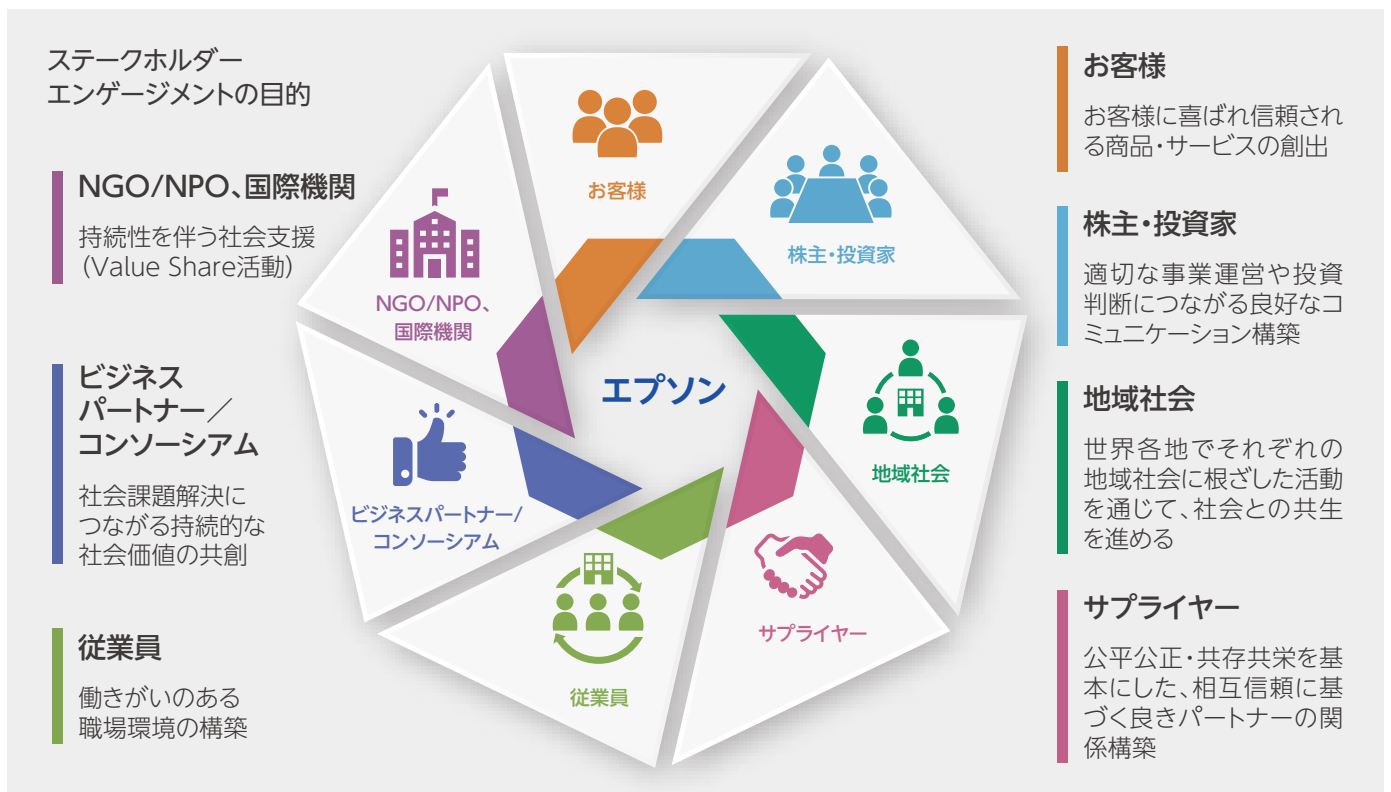 ステークホルダー
エンゲージメントの目的
NGO/NPO、国際機関
持続性を伴う社会支援
（Value Share活動）
ビジネス
パートナー／
コンソーシアム
社会課題解決に
つながる持続的な
社会価値の共創
従業員
働きがいのある
職場環境の構築
お客様
株主・投資家
NGO/NPO、
国際機関
エプソン
地域社会
ビジネスパートナー/
コンソーシアム
サプライヤー
従業員
お客様
お客様に喜ばれ信頼され
る商品・サービスの創出
株主・投資家
適切な事業運営や投資
判断につながる良好なコ
ミュニケーション構築
地域社会
世界各地でそれぞれの
地域社会に根ざした活動
を通じて、社会との共生
を進める
サプライヤー
公平公正・共存共栄を基
本にした、相互信頼に基
づく良きパートナーの関
係構築